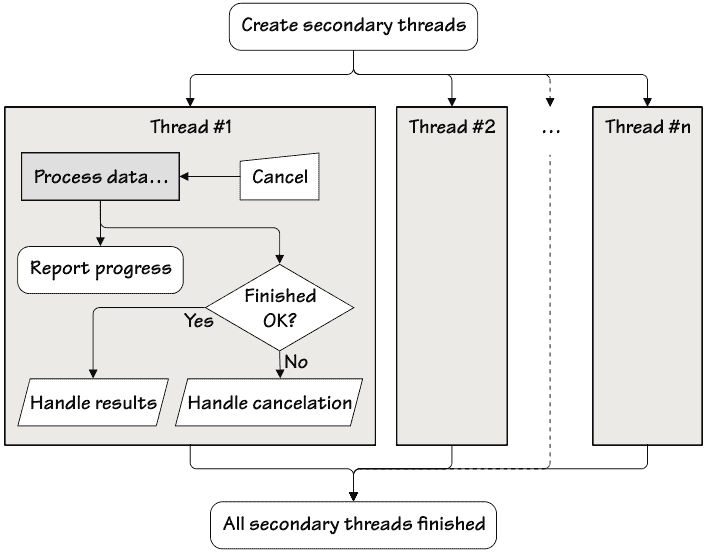 Create secondary threads
Thread #1
Thread #2
...
Thread #n
Process data...
Cancel
Report progress
Finished
OK?
Yes
No
Handle results
Handle cancelation
All secondary threads finished